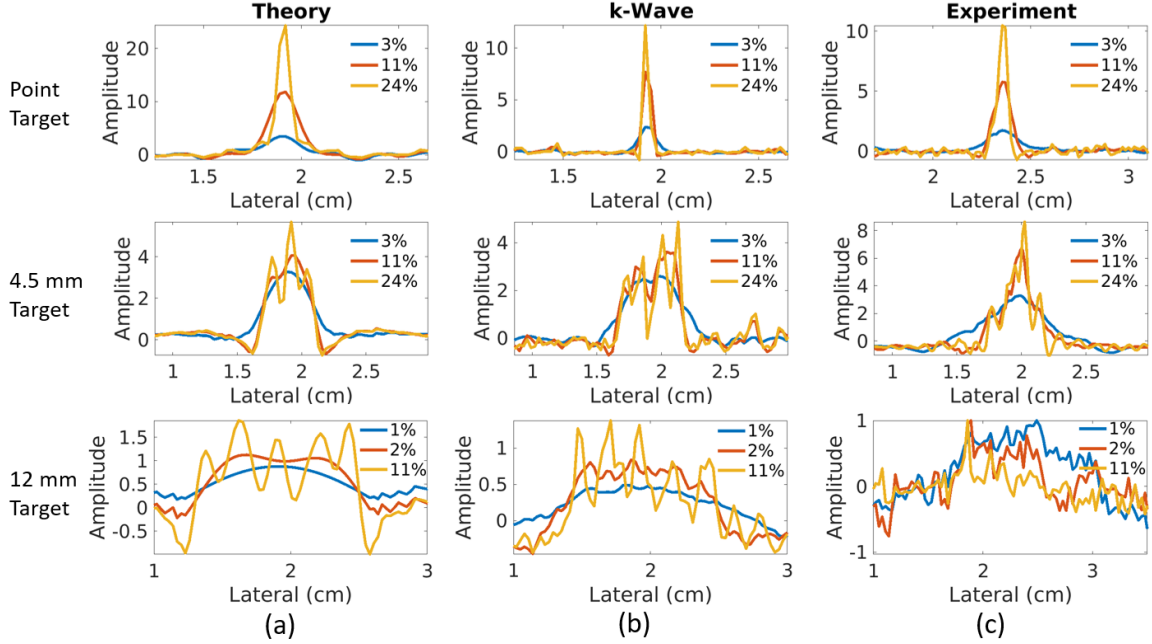 Theory k-Wave Experiment
Point
Target
Amplitude
20
10
0
3%
11%
24%
1.5 2 2.5
Lateral (cm)
Amplitude
10
5
0
3%
11%
24%
1.5 2 2.5
Lateral (cm)
Amplitude
10
5
0
3%
11%
24%
2 2.5 3
Lateral (cm)
4.5 mm
Target
Amplitude
4
2
0
3%
11%
24%
1 1.5 2 2.5
Lateral (cm)
Amplitude
4
2
0
3%
11%
24%
1 1.5 2 2.5
Lateral (cm)
Amplitude
8
6
4
2
0
3%
11%
24%
1 1.5 2 2.5
Lateral (cm)
12 mm
Target
Amplitude
1.5
1
0.5
0
-0.5
1%
2%
11%
1 2 3
Lateral (cm)
Amplitude
1
0.5
0
1%
2%
11%
1 2 3
Lateral (cm)
Amplitude
1
0
-1
1%
2%
11%
1 2 3
Lateral (cm)
(a) (b) (c)